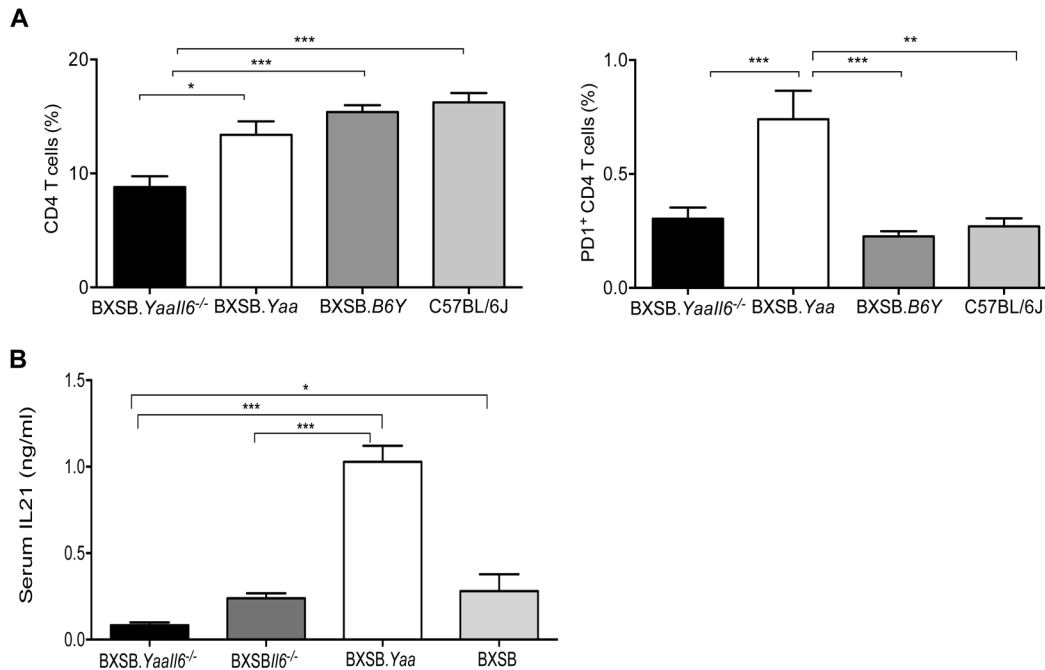 A
CD4 T cells (%)
20
10
0
***
***
*
BXSB.YaaIl6-/-
BXSB.Yaa
BXSB.B6Y
C57BL/6J
PD1+ CD4 T cells (%)
1.0
0.5
0.0
***
**
***
BXSB.YaaIl6-/-
BXSB.Yaa
BXSB.B6Y
C57BL/6J
B
Serum IL21 (ng/ml)
1.5
1.0
0.5
0.0
*
***
***
BXSB.YaaIl6-/-
BXSBIl6-/-
BXSB.Yaa
BXSB